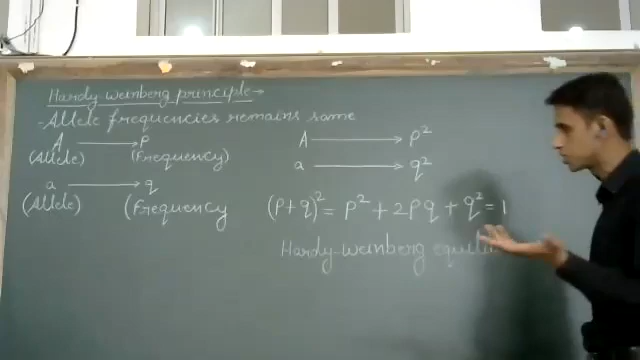 Hardy-Weinberg principle→
-Allele frequencies remains same
A → p
(Allele) (Frequency)
a → q
(Allele) (Frequency
A → p²
a → q²
(p+q)² = p² + 2pq + q² = 1
Hardy-Weinberg